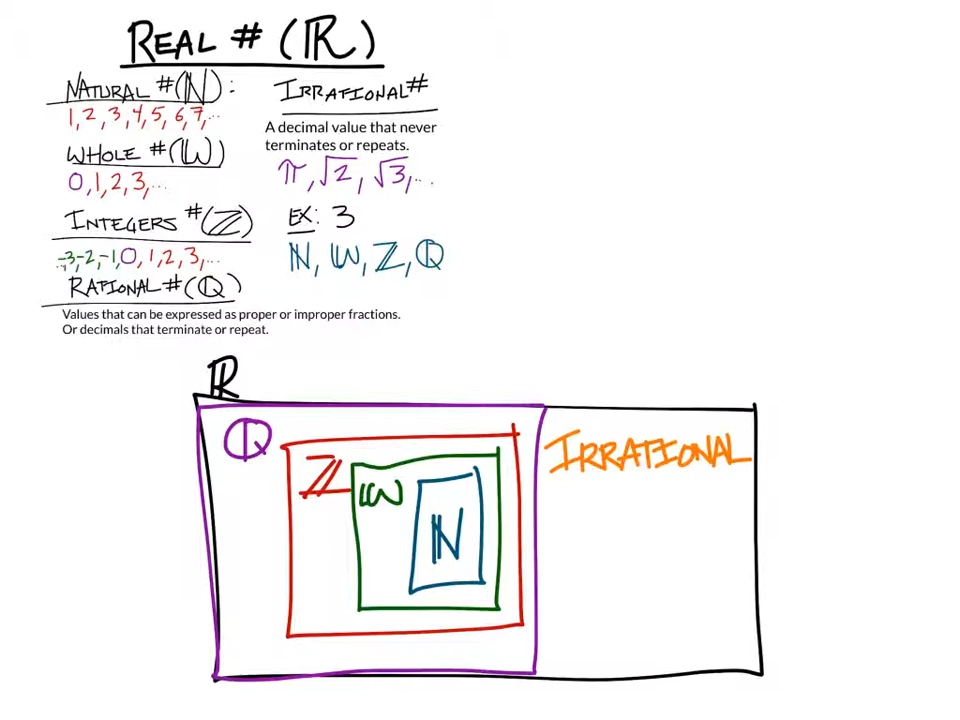 REAL # (ℝ)
NATURAL #(ℕ):
1,2,3,4,5,6,7,...
WHOLE #(𝕎)
0,1,2,3,...
INTEGERS #(ℤ)
...-3,-2,-1,0,1,2,3,...
RATIONAL#(ℚ)
Values that can be expressed as proper or improper fractions.
Or decimals that terminate or repeat.
IRRATIONAL#
A decimal value that never
terminates or repeats.
π,√2,√3,...
EX: 3
ℕ,𝕎,ℤ,ℚ
ℝ
ℚ
IRRATIONAL
ℤ
𝕎
ℕ